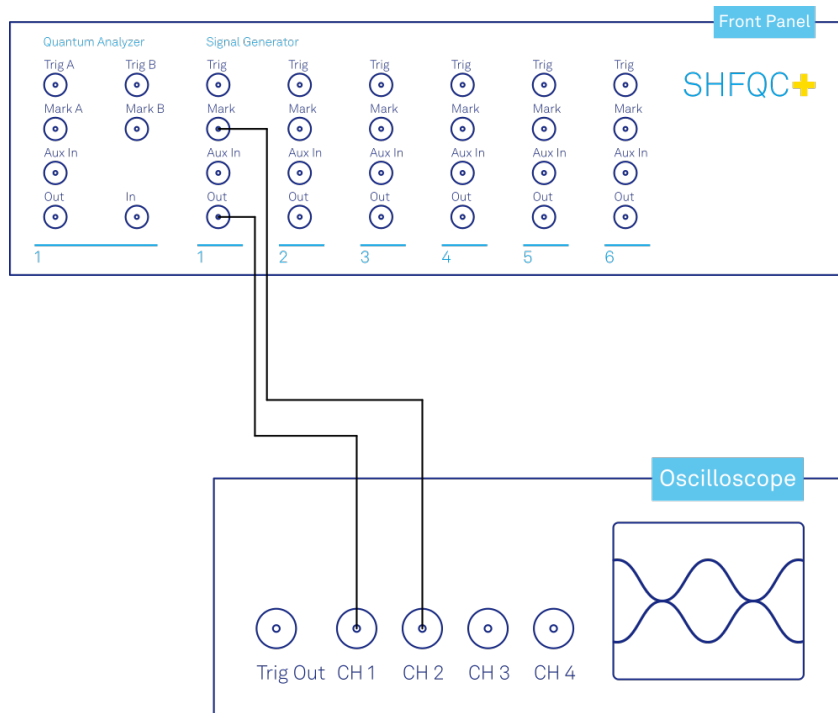 Front Panel
Quantum Analyzer Signal Generator
Trig A Trig B Trig Trig Trig Trig Trig Trig
SHFQC+
Mark A Mark B Mark Mark Mark Mark Mark Mark
Aux In Aux In Aux In Aux In Aux In Aux In Aux In
Out In Out Out Out Out Out Out
1 1 2 3 4 5 6
Oscilloscope
Trig Out CH 1 CH 2 CH 3 CH 4